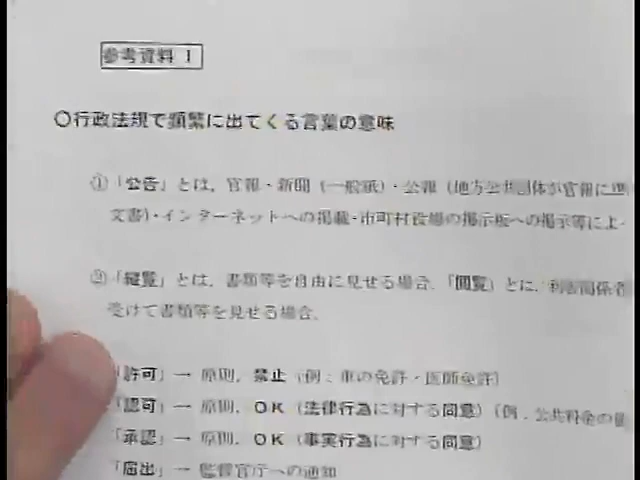 参考資料 1
○行政法規で頻繁に出てくる言葉の意味
①「公告」とは，官報・新聞（一般紙）・公報（地方公共団体が官報に準
文書）・インターネットへの掲載・市町村役場の掲示板への掲示等によ
②「縦覧」とは，書類等を自由に見せる場合．「閲覧」とは，利害関係者
受けて書類等を見せる場合．
「許可」→ 原則，禁止（例：車の免許・医師免許）
「認可」→ 原則，OK（法律行為に対する同意）（例．公共料金の
「承認」→ 原則，OK（事実行為に対する同意）
「届出」→ 監督官庁への通知